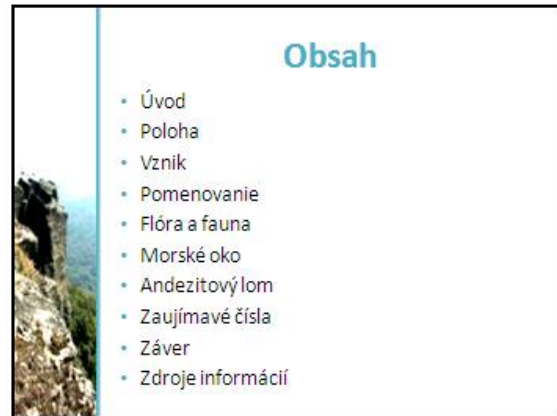 Obsah
• Úvod
• Poloha
• Vznik
• Pomenovanie
• Flóra a fauna
• Morské oko
• Andezitový lom
• Zaujímavé čísla
• Záver
• Zdroje informácií